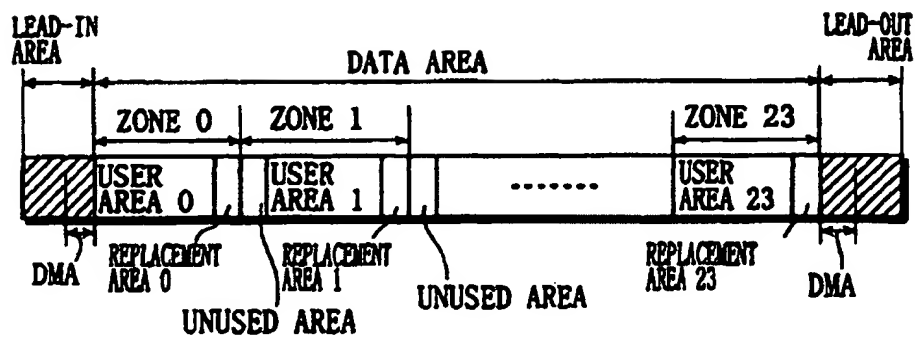 LEAD-IN
AREA
LEAD-OUT
AREA
DATA AREA
ZONE 0
ZONE 1
ZONE 23
USER
AREA 0
USER
AREA 1
........
USER
AREA 23
DMA
REPLACEMENT
AREA 0
REPLACEMENT
AREA 1
REPLACEMENT
AREA 23
DMA
UNUSED AREA
UNUSED AREA